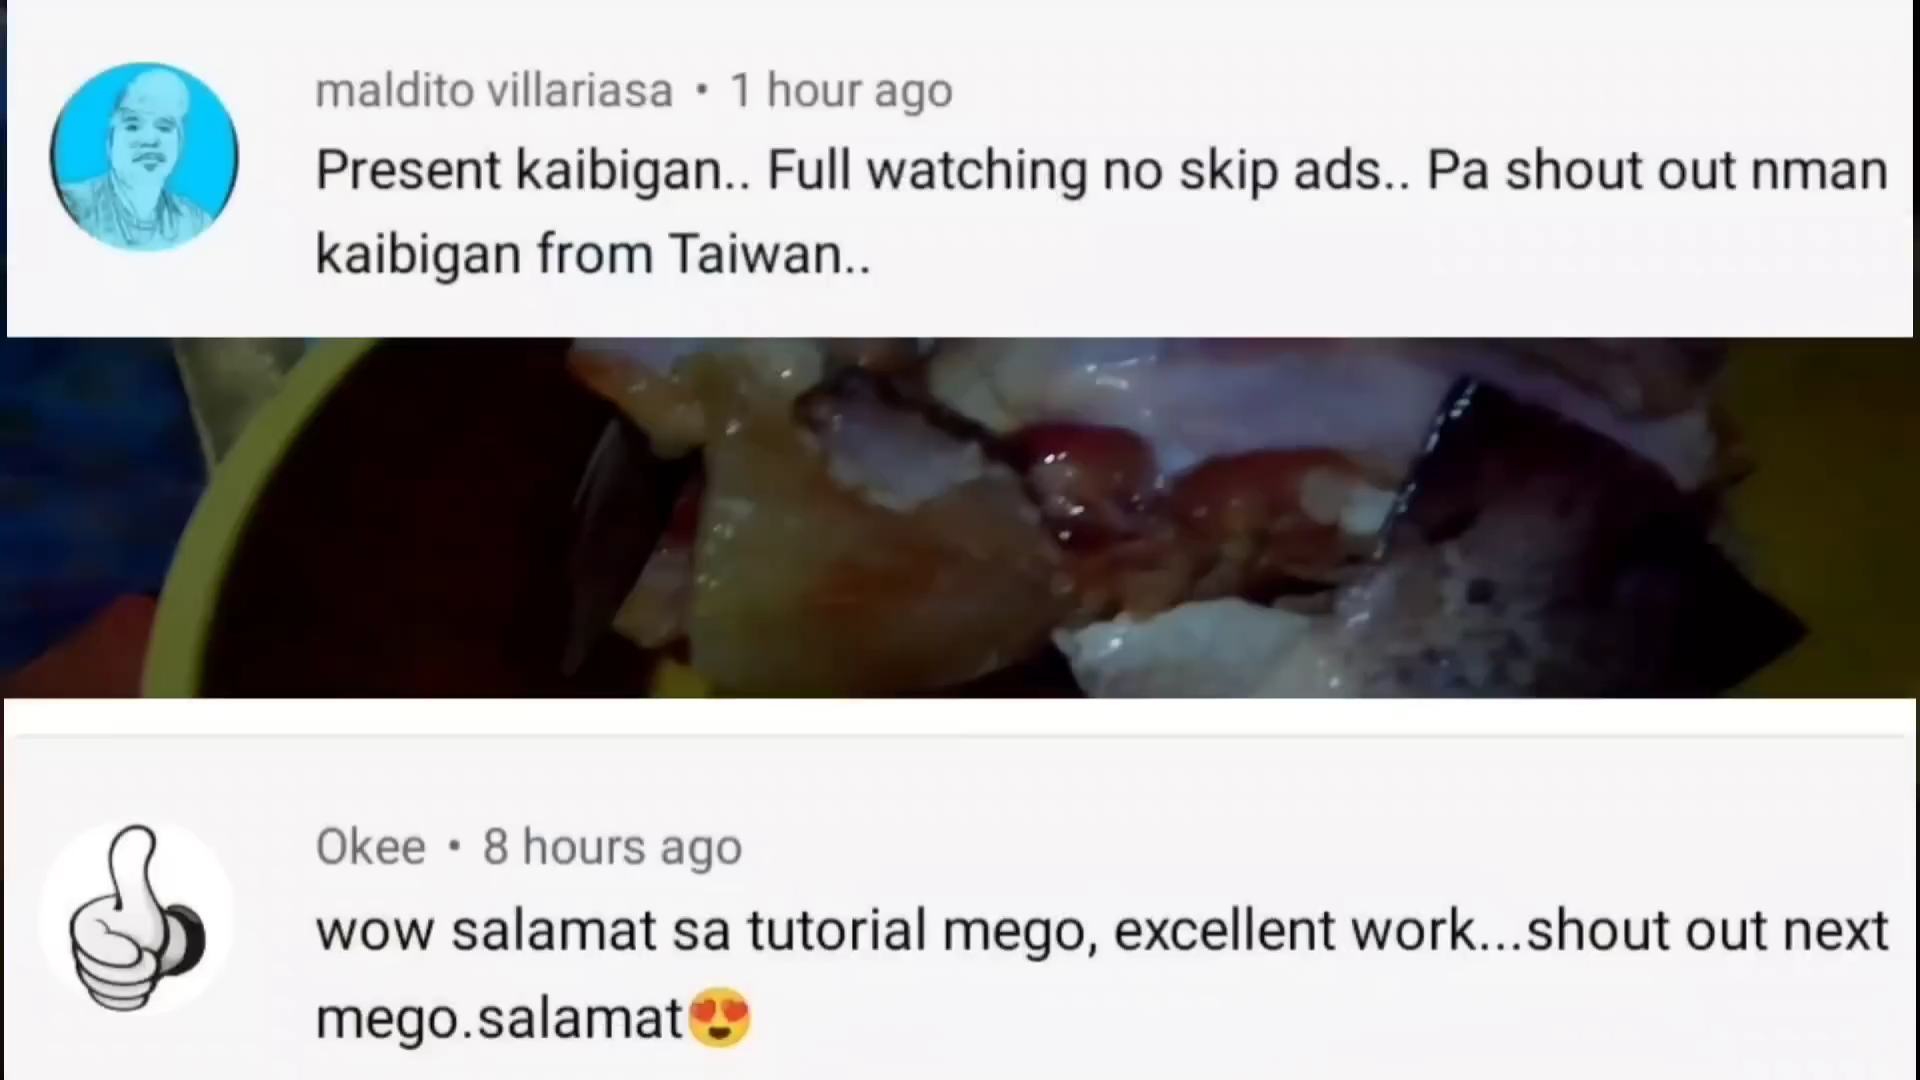 maldito villariasa • 1 hour ago
Present kaibigan.. Full watching no skip ads.. Pa shout out nman
kaibigan from Taiwan..
Okee • 8 hours ago
wow salamat sa tutorial mego, excellent work...shout out next
mego.salamat😍